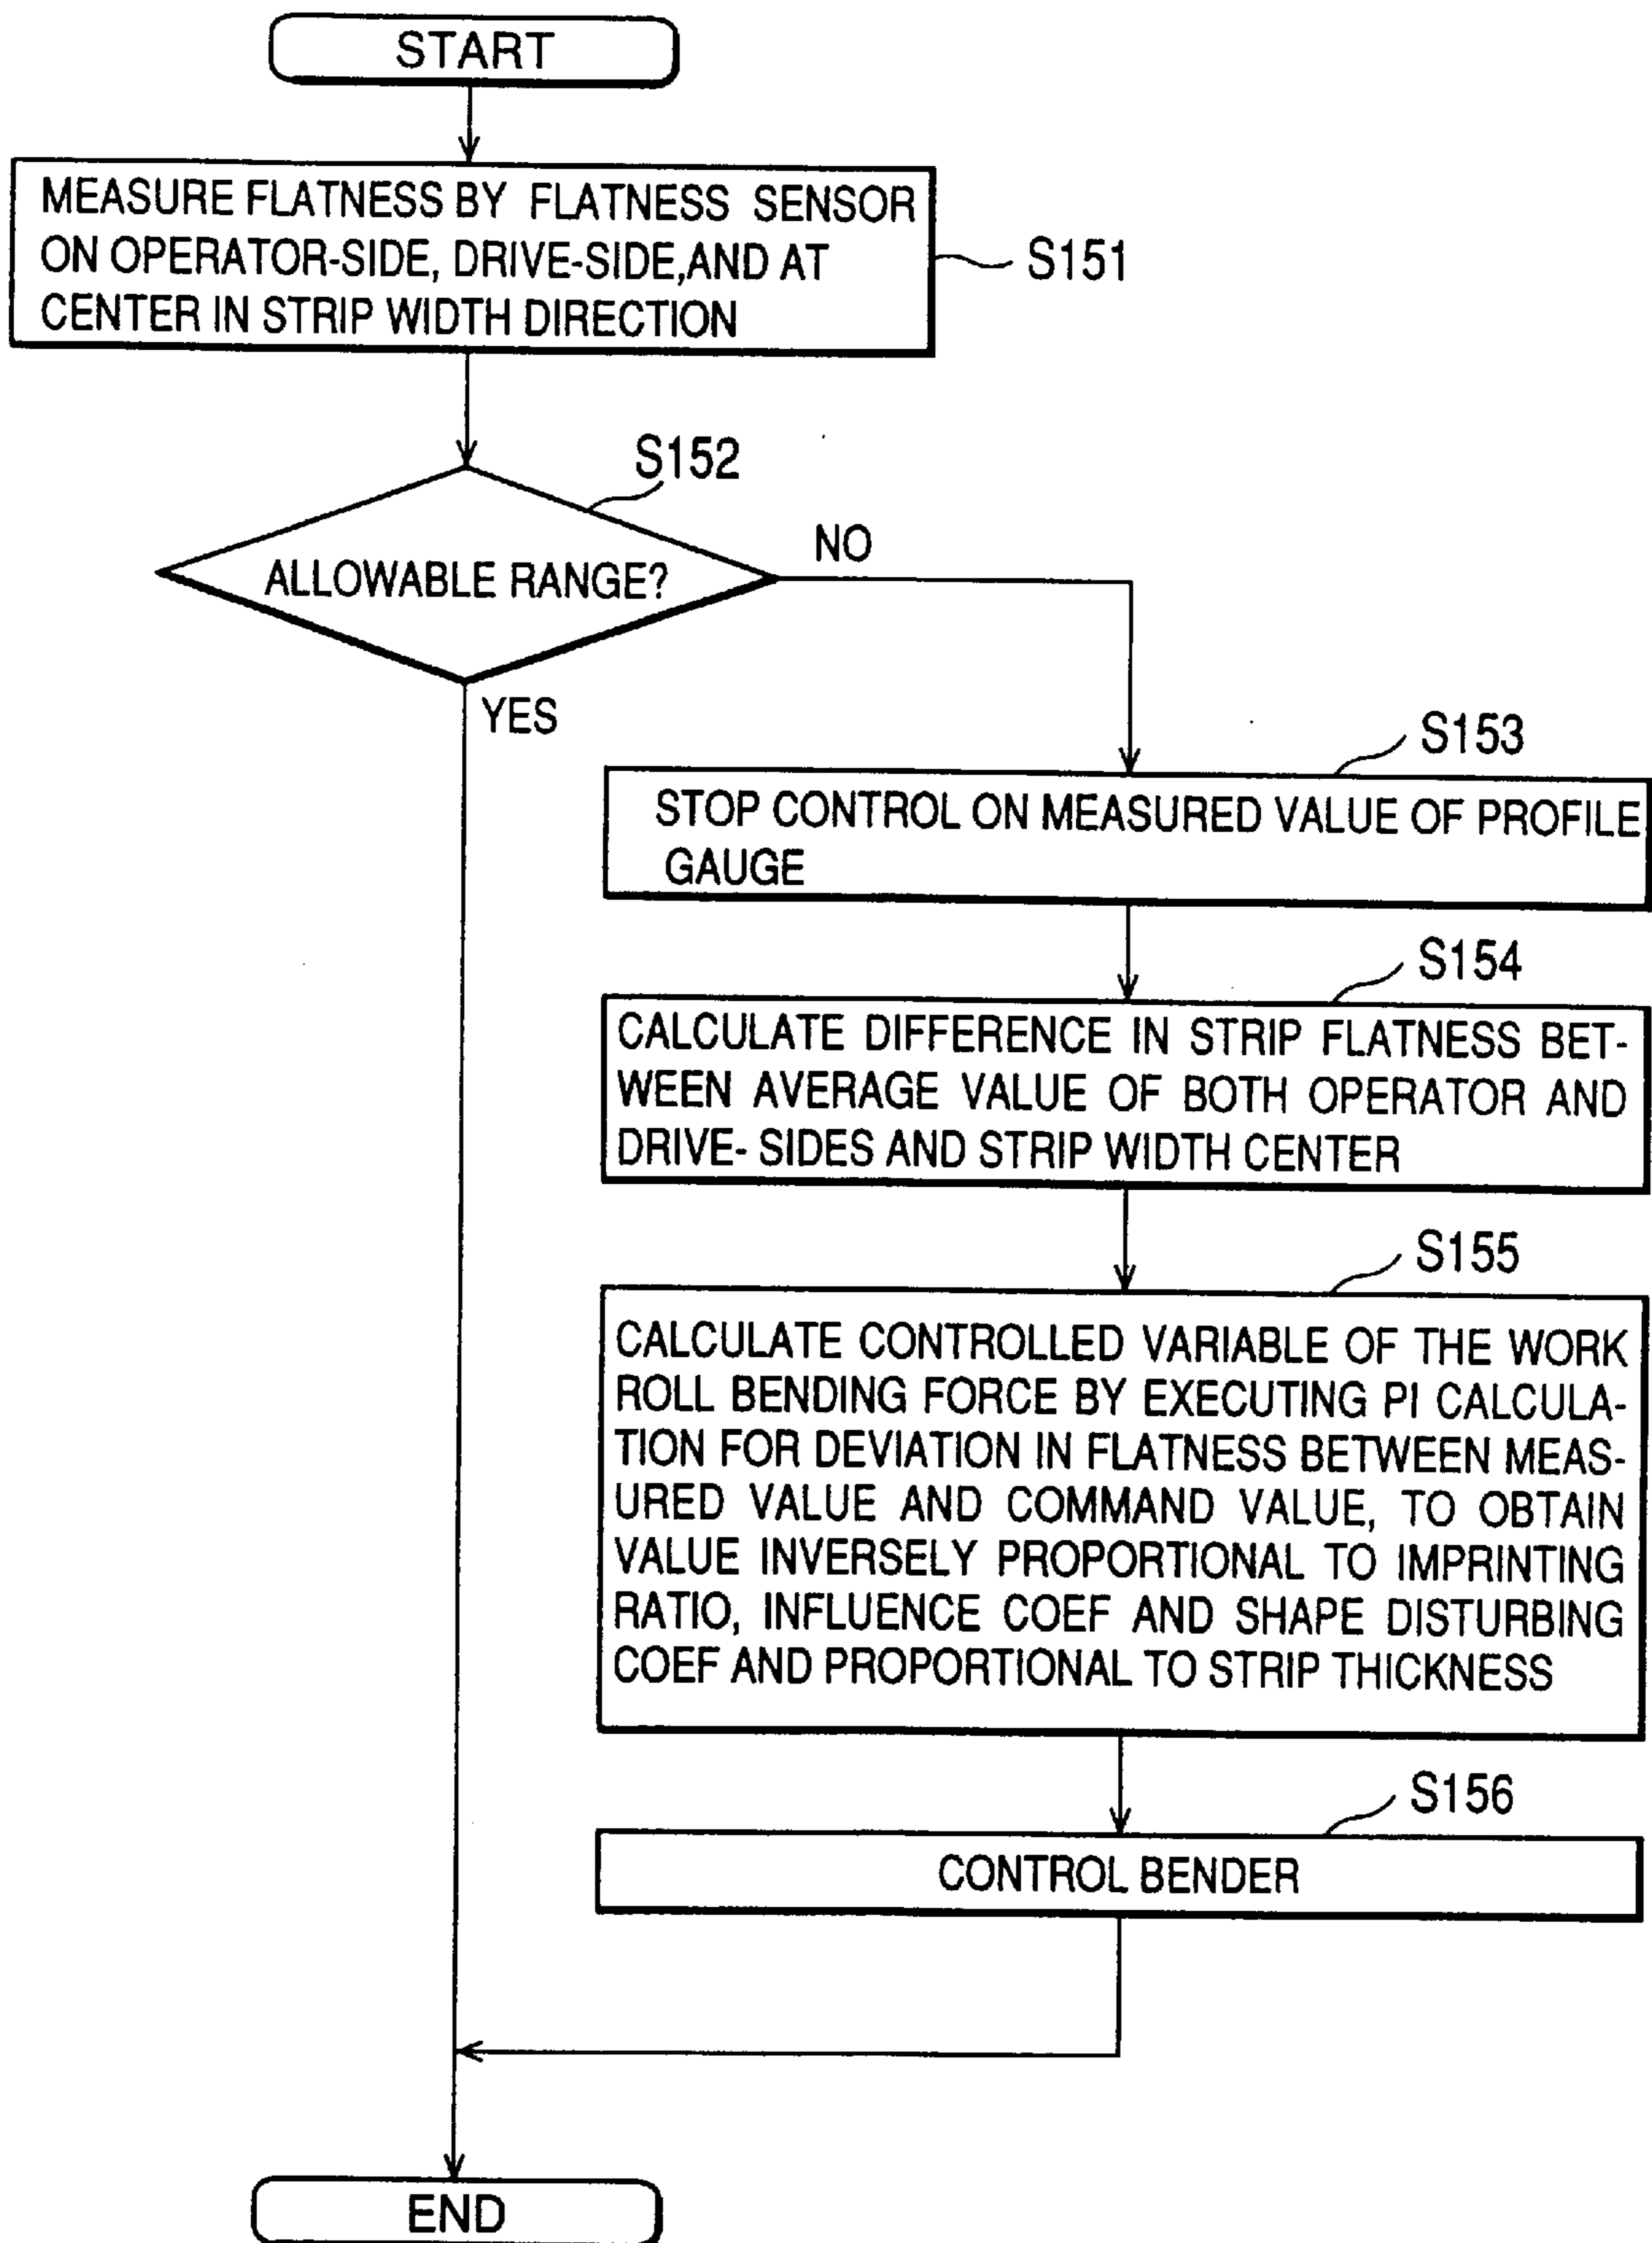 START
MEASURE FLATNESS BY FLATNESS SENSOR
ON OPERATOR-SIDE, DRIVE-SIDE,AND AT
CENTER IN STRIP WIDTH DIRECTION
S151
S152
ALLOWABLE RANGE?
NO
YES
S153
STOP CONTROL ON MEASURED VALUE OF PROFILE
GAUGE
S154
CALCULATE DIFFERENCE IN STRIP FLATNESS BET-
WEEN AVERAGE VALUE OF BOTH OPERATOR AND
DRIVE- SIDES AND STRIP WIDTH CENTER
S155
CALCULATE CONTROLLED VARIABLE OF THE WORK
ROLL BENDING FORCE BY EXECUTING PI CALCULA-
TION FOR DEVIATION IN FLATNESS BETWEEN MEAS-
URED VALUE AND COMMAND VALUE, TO OBTAIN
VALUE INVERSELY PROPORTIONAL TO IMPRINTING
RATIO, INFLUENCE COEF AND SHAPE DISTURBING
COEF AND PROPORTIONAL TO STRIP THICKNESS
S156
CONTROL BENDER
END